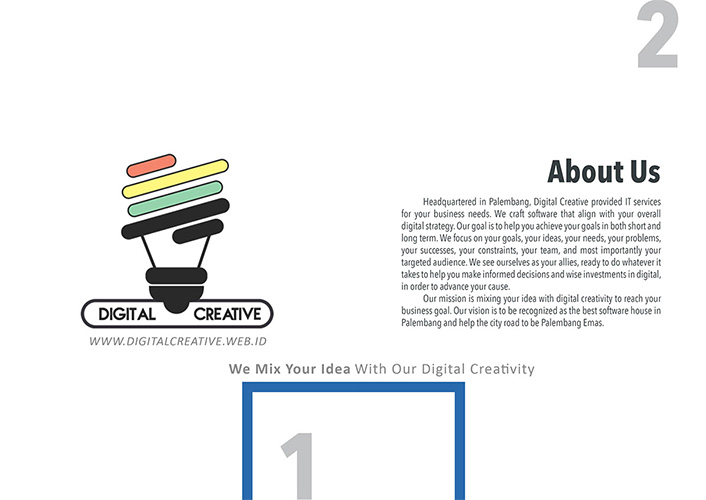 2
About Us
Headquartered in Palembang, Digital Creative provided IT services
for your business needs. We craft software that align with your overall
digital strategy. Our goal is to help you achieve your goals in both short and
long term. We focus on your goals, your ideas, your needs, your problems,
your successes, your constraints, your team, and most importantly your
targeted audience. We see ourselves as your allies, ready to do whatever it
takes to help you make informed decisions and wise investments in digital,
in order to advance your cause.
Our mission is mixing your idea with digital creativity to reach your
business goal. Our vision is to be recognized as the best software house in
Palembang and help the city road to be Palembang Emas.
DIGITAL CREATIVE
WWW.DIGITALCREATIVE.WEB.ID
We Mix Your Idea With Our Digital Creativity
1